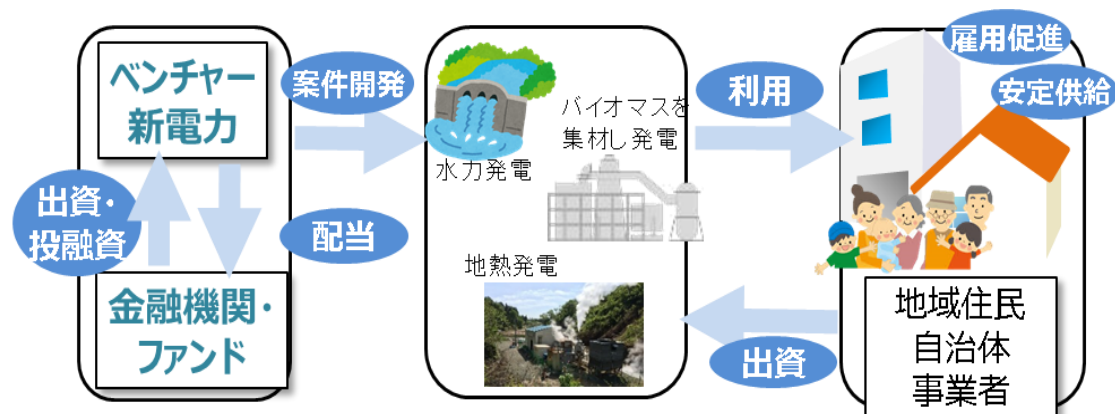 ベンチャー
新電力
出資・
投融資
金融機関・
ファンド
案件開発
配当
水力発電
バイオマスを
集材し発電
地熱発電
利用
出資
雇用促進
安定供給
地域住民
自治体
事業者